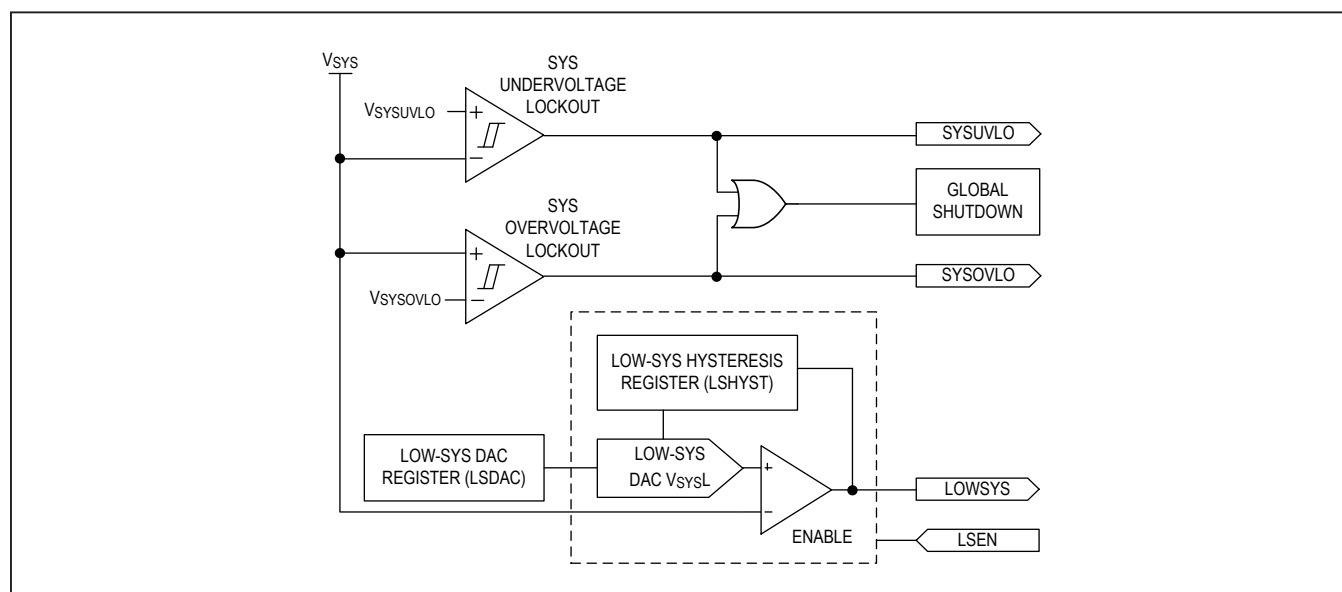 VSYS
SYS
UNDERVOLTAGE
LOCKOUT
VSYSUVLO
+
−
SYSUVLO
GLOBAL
SHUTDOWN
SYS
OVERVOLTAGE
LOCKOUT
+
−
VSYSOVLO
SYSOVLO
LOW-SYS HYSTERESIS
REGISTER (LSHYST)
LOW-SYS DAC
REGISTER (LSDAC)
LOW-SYS
DAC VSYSL
+
−
LOWSYS
ENABLE
LSEN